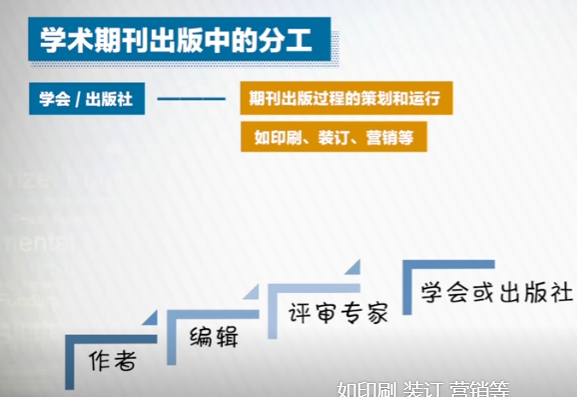 学术期刊出版中的分工
学会 / 出版社
期刊出版过程的策划和运行
如印刷、装订、营销等
mental
学会或出版社
评审专家
编辑
作者
如印刷 装订 营销等